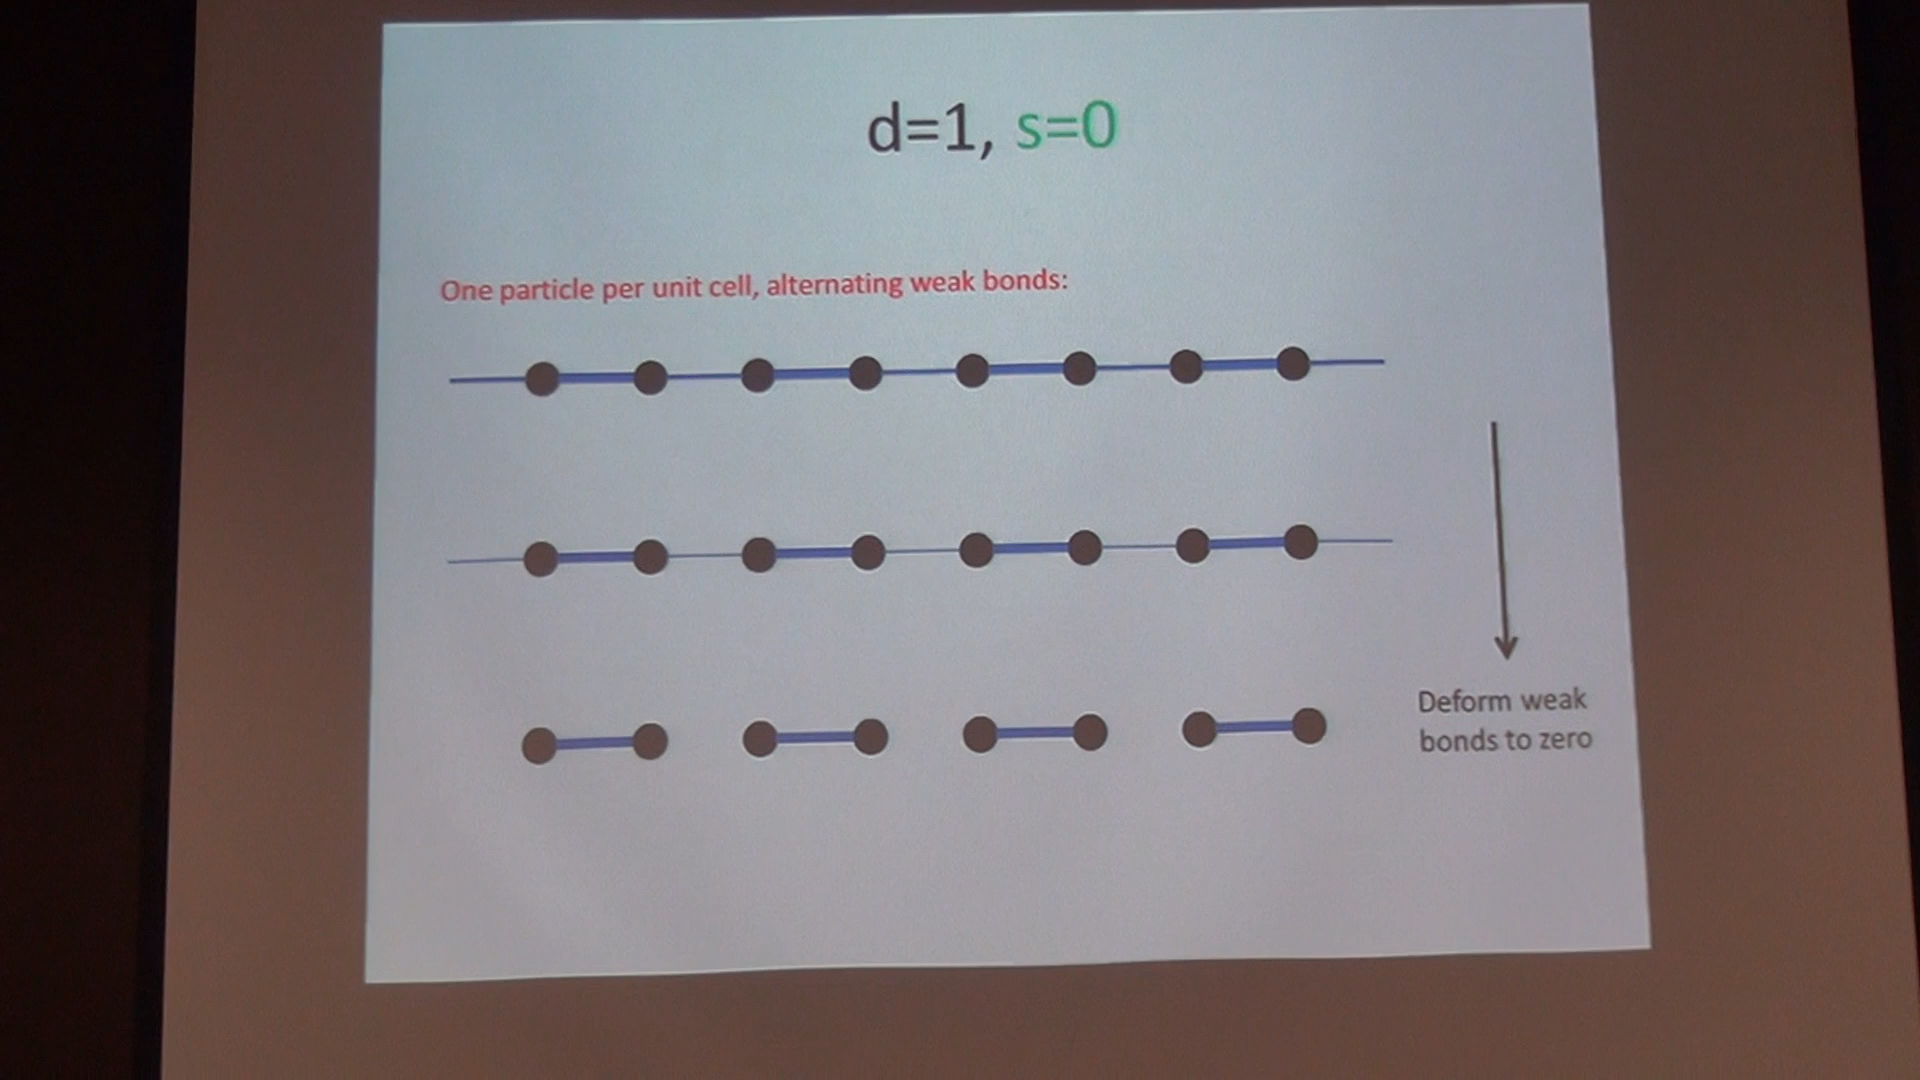 d=1, s=0
One particle per unit cell, alternating weak bonds:
Deform weak
bonds to zero